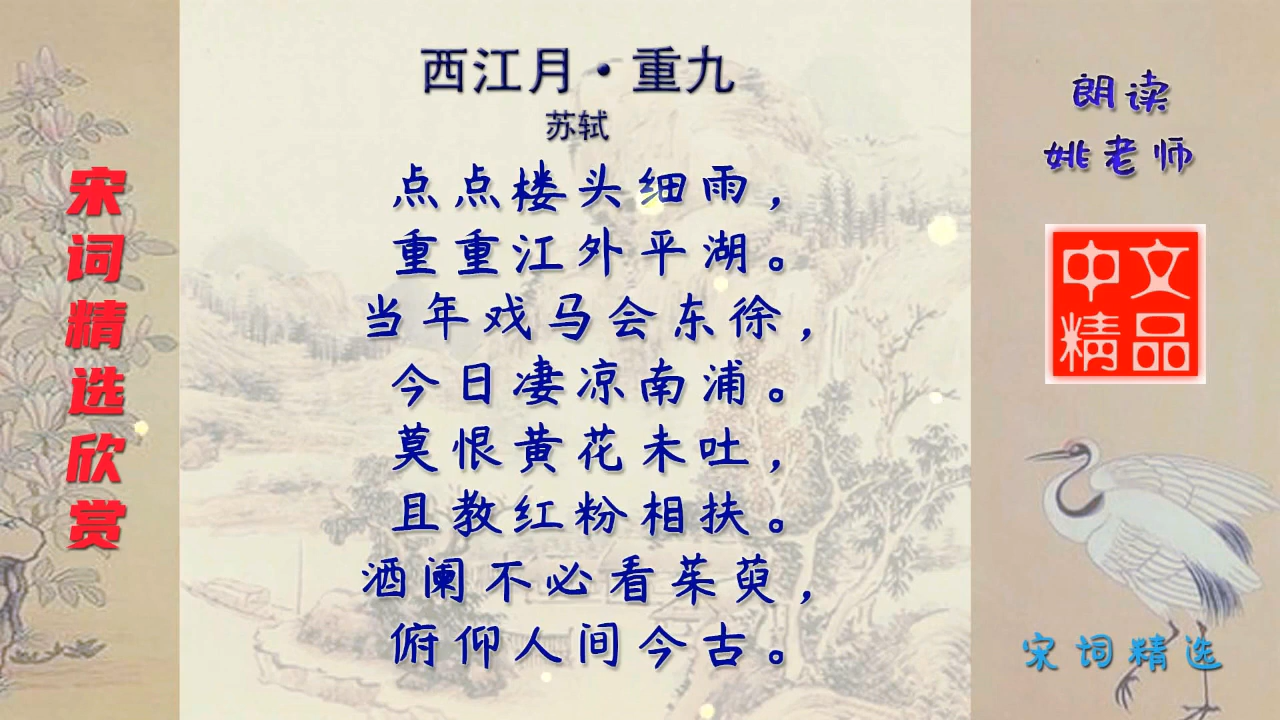 宋词精选欣赏
西江月·重九
苏轼
点点楼头细雨，
重重江外平湖。
当年戏马会东徐，
今日凄凉南浦。
莫恨黄花未吐，
且教红粉相扶。
酒阑不必看茱萸，
俯仰人间今古。
朗读
姚老师
中文
精品
宋词精选